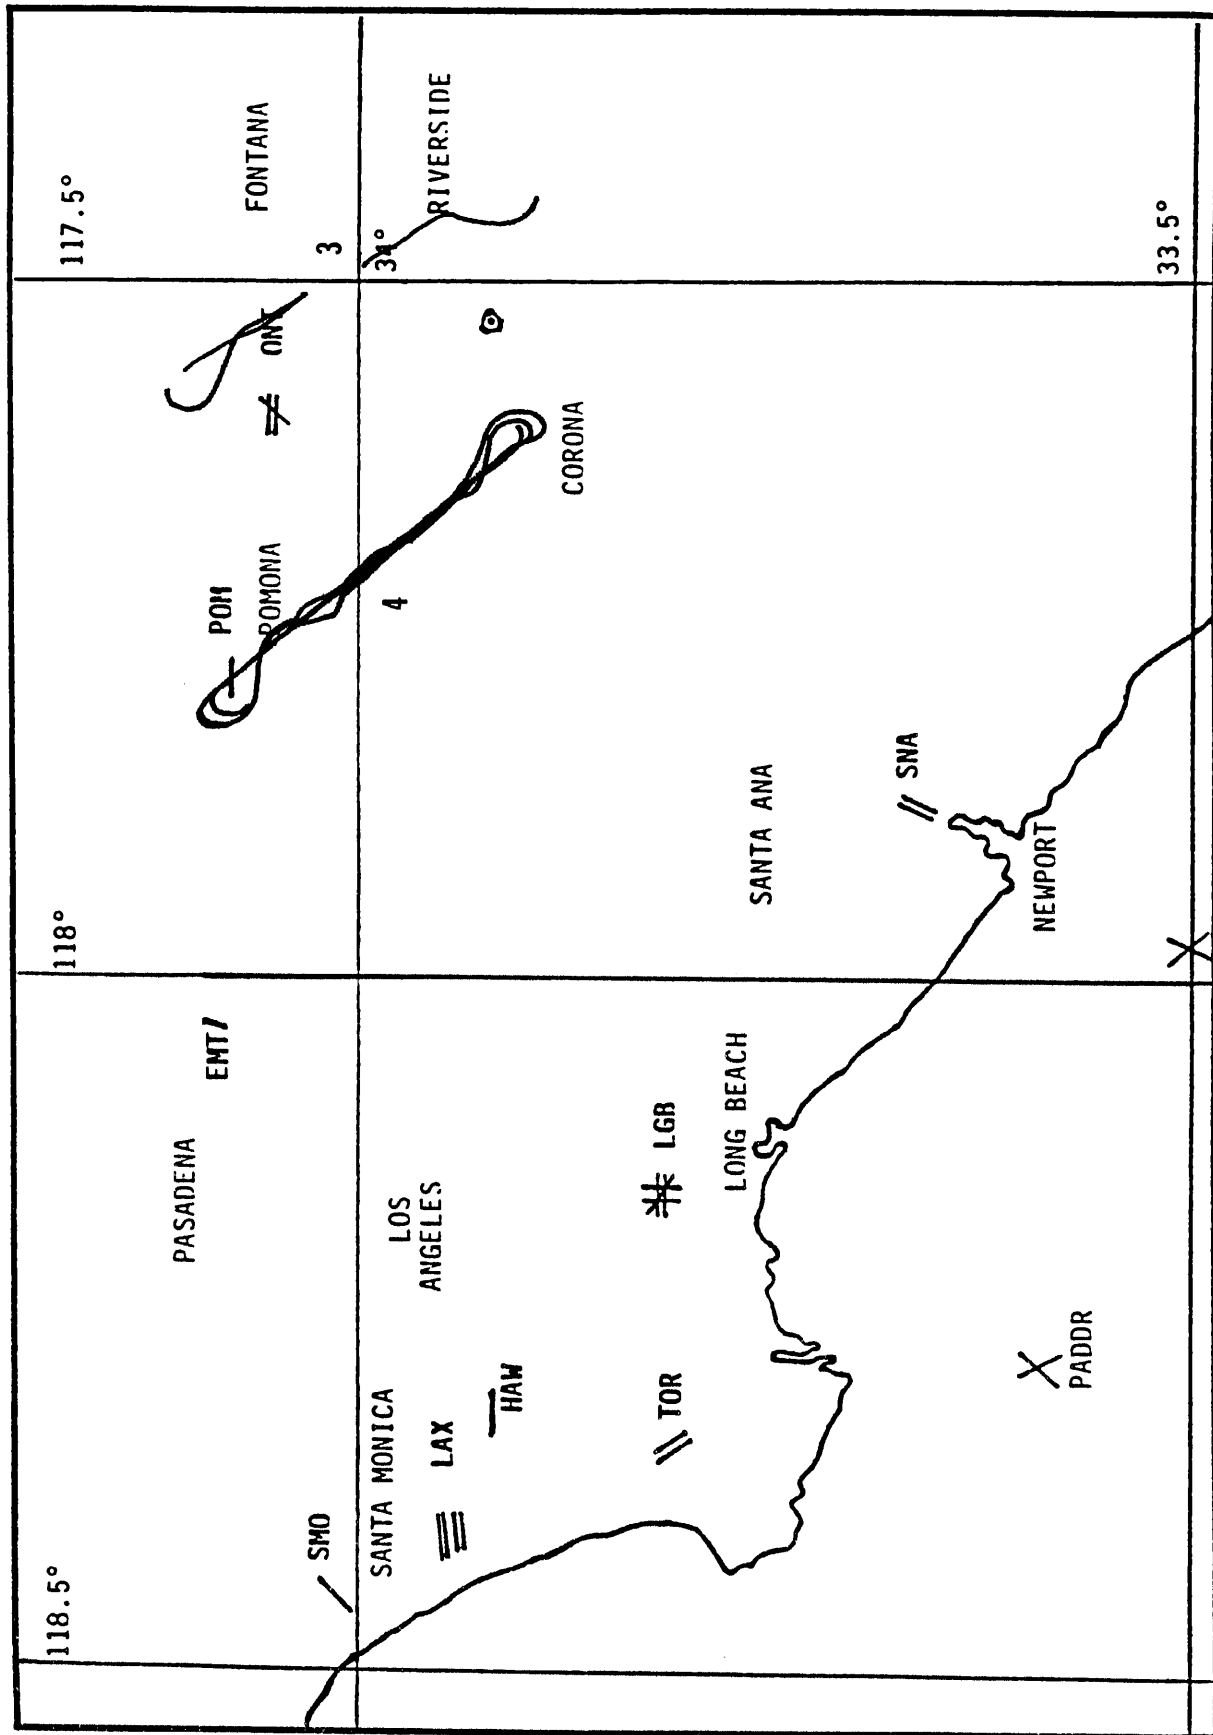 118.5°
118°
117.5°
PASADENA
EMT
POM
POMONA
ONT
FONTANA
SMO
3
34°
SANTA MONICA
LOS
ANGELES
4
RIVERSIDE
LAX
HAW
CORONA
TOR
LGB
LONG BEACH
SANTA ANA
SNA
NEWPORT
PADDR
33.5°